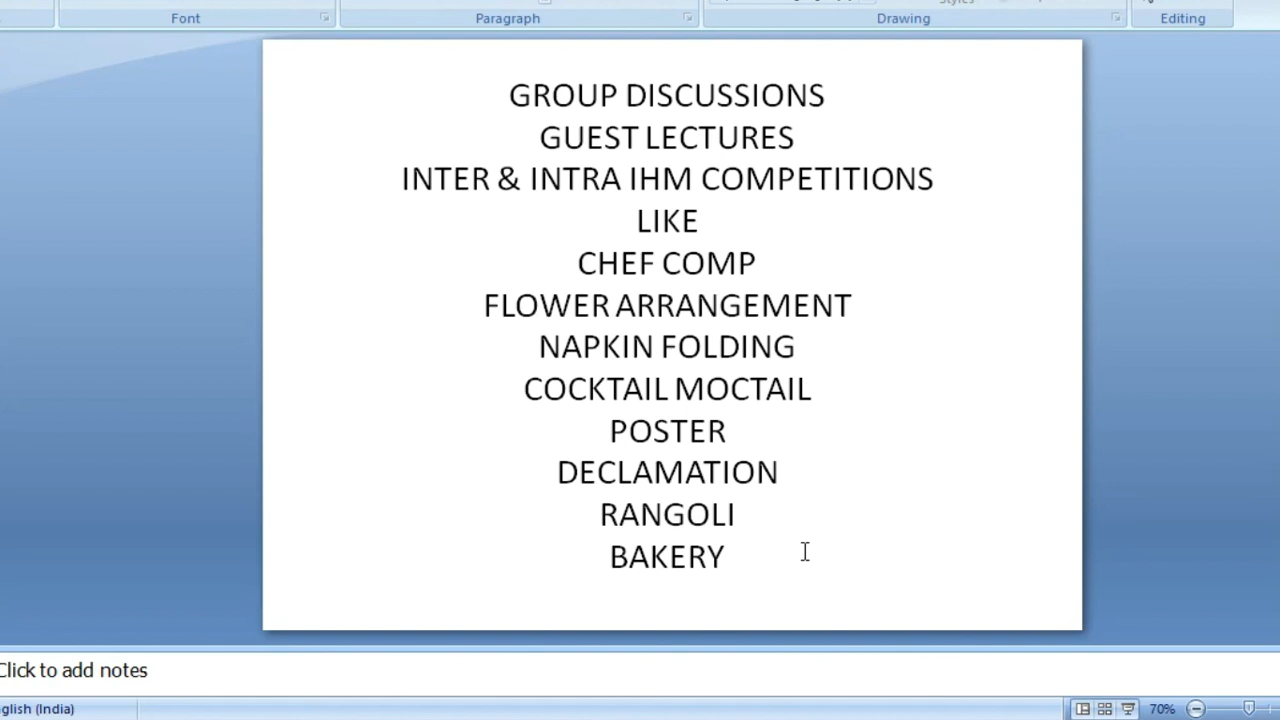 Font
Paragraph
Drawing
Editing
GROUP DISCUSSIONS
GUEST LECTURES
INTER & INTRA IHM COMPETITIONS
LIKE
CHEF COMP
FLOWER ARRANGEMENT
NAPKIN FOLDING
COCKTAIL MOCTAIL
POSTER
DECLAMATION
RANGOLI
BAKERY
Click to add notes
glish (India)
70%